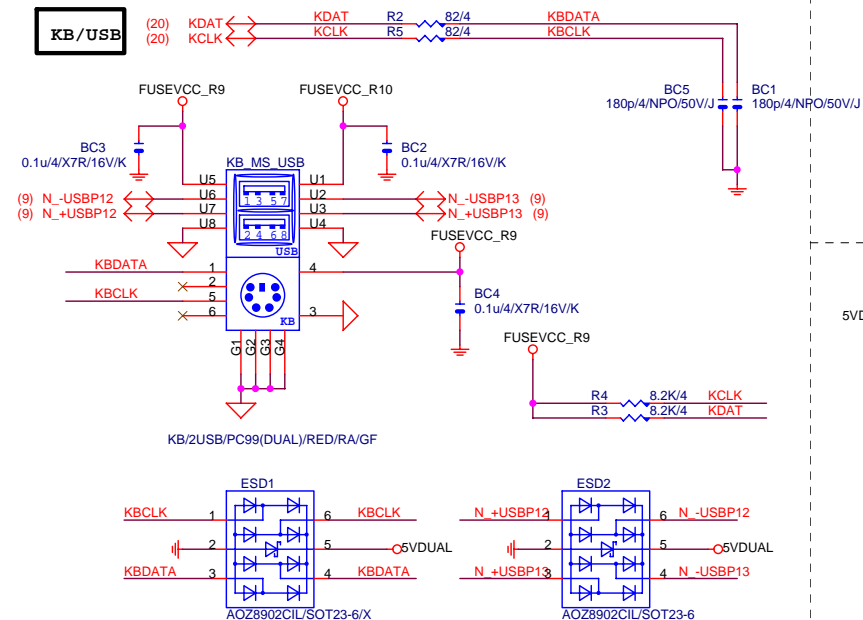 KB/USB
(20) KDAT KDAT R2 82/4 KBDATA
(20) KCLK KCLK R5 82/4 KBCLK
BC5 BC1
180p/4/NPO/50V/J 180p/4/NPO/50V/J
FUSEVCC_R9 FUSEVCC_R10
BC3 BC2
0.1u/4/X7R/16V/K 0.1u/4/X7R/16V/K
KB_MS_USB
U5 U1
(9) N_-USBP12 U6 U2 N_-USBP13 (9)
(9) N_+USBP12 U7 U3 N_+USBP13 (9)
U8 U4
1 3 5 7
2 4 6 8
USB
FUSEVCC_R9
KBDATA 1 4
2
KBCLK 5
6 3
KB
BC4
0.1u/4/X7R/16V/K
5VD
G1 G2 G3 G4
FUSEVCC_R9
R4 8.2K/4 KCLK
R3 8.2K/4 KDAT
KB/2USB/PC99(DUAL)/RED/RA/GF
ESD1 ESD2
KBCLK 1 6 KBCLK N_+USBP12 1 6 N_-USBP12
2 5 5VDUAL 2 5 5VDUAL
KBDATA 3 4 KBDATA N_+USBP13 3 4 N_-USBP13
AOZ8902CIL/SOT23-6/X AOZ8902CIL/SOT23-6